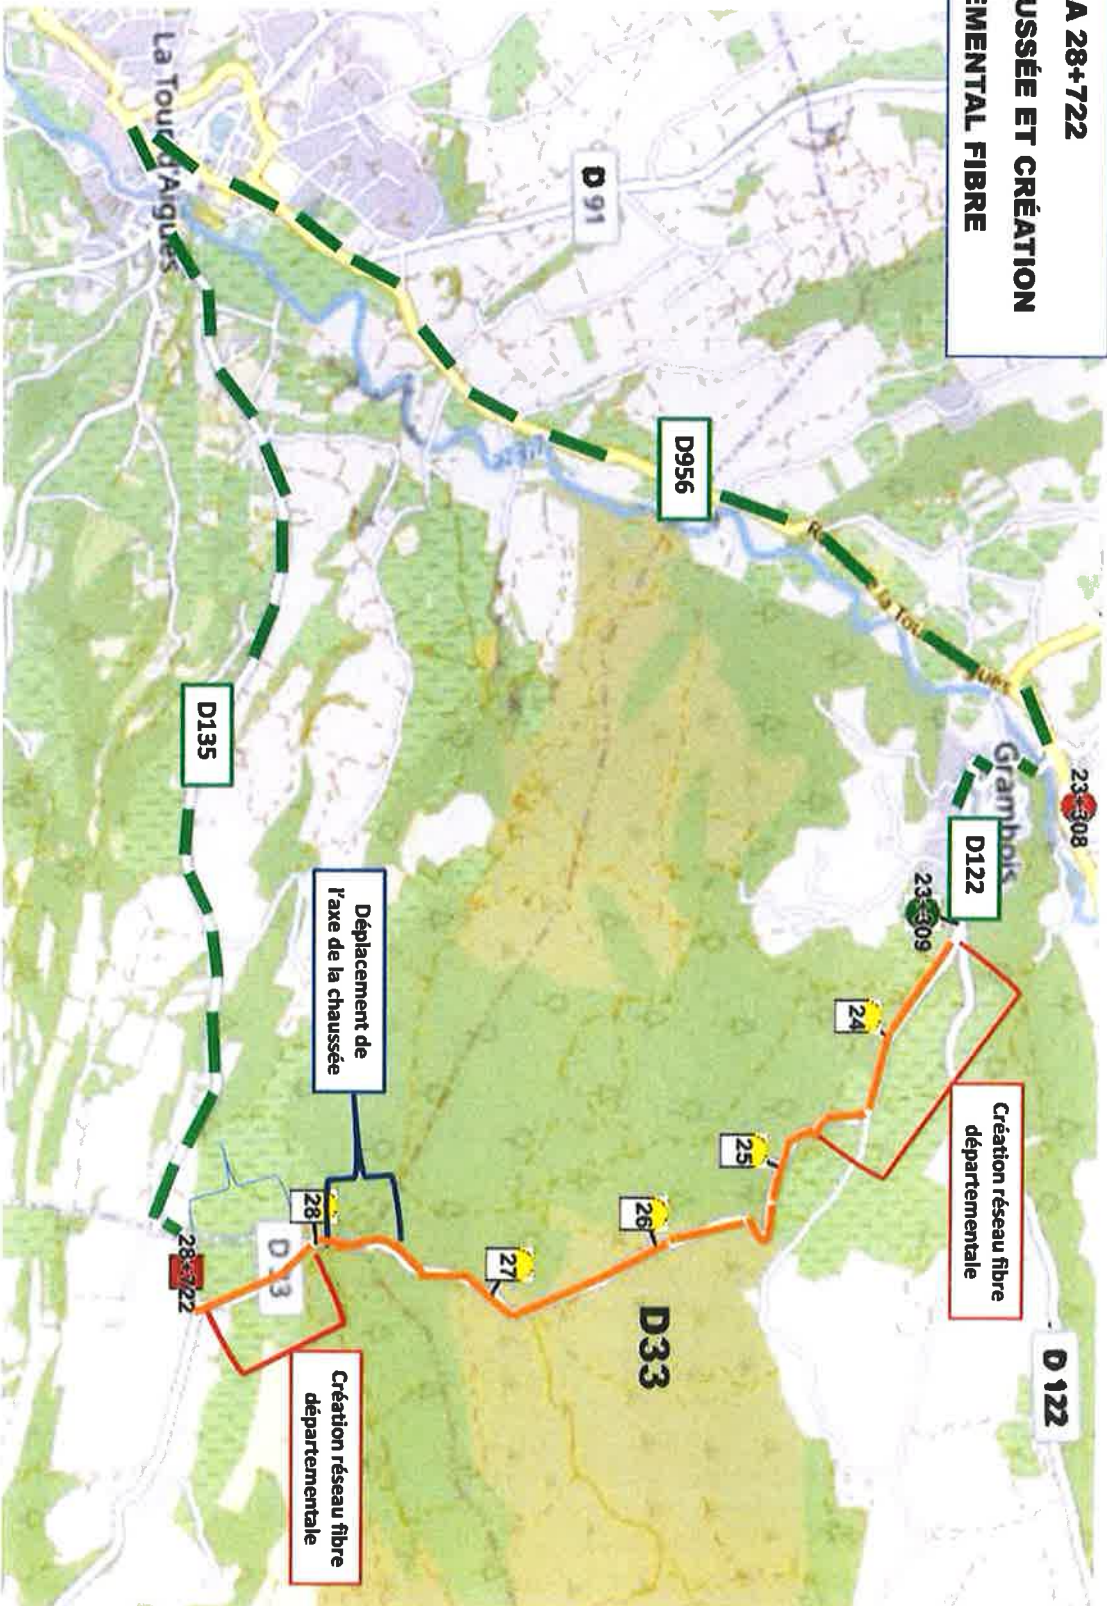 A 28+722
USSÉE ET CRÉATION
EMENTAL FIBRE
23+308
Grambois
D122
23+309
Création réseau fibre
départementale
D 122
24
25
26
27
28
D33
D 91
D956
La Tour d'Aigues
D135
Déplacement de
l'axe de la chaussée
D 33
28+722
Création réseau fibre
départementale